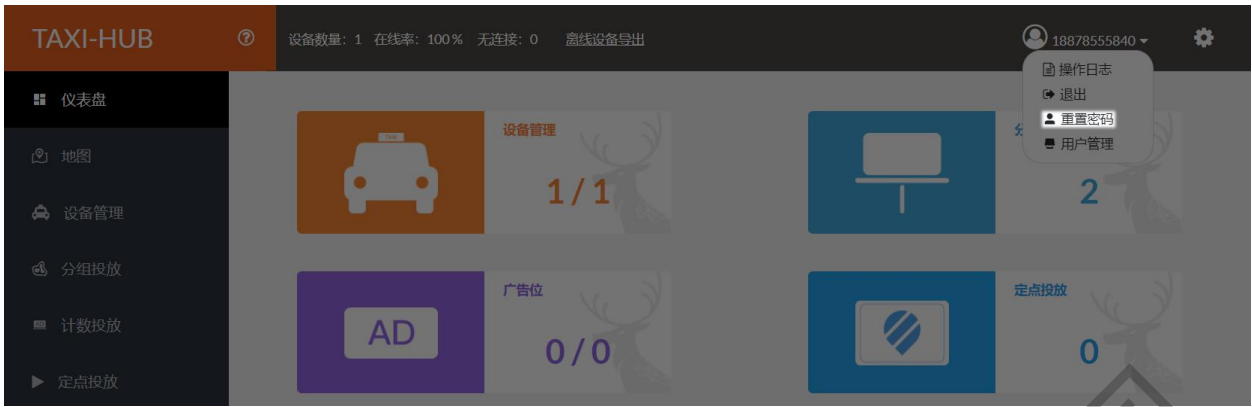 TAXI-HUB
设备数量：1 在线率：100% 无连接：0 离线设备导出
18878555840
操作日志
退出
重置密码
用户管理
仪表盘
地图
设备管理
分组投放
计数投放
定点投放
TAXI
设备管理
1 / 1
分
2
AD
广告位
0 / 0
定点投放
0